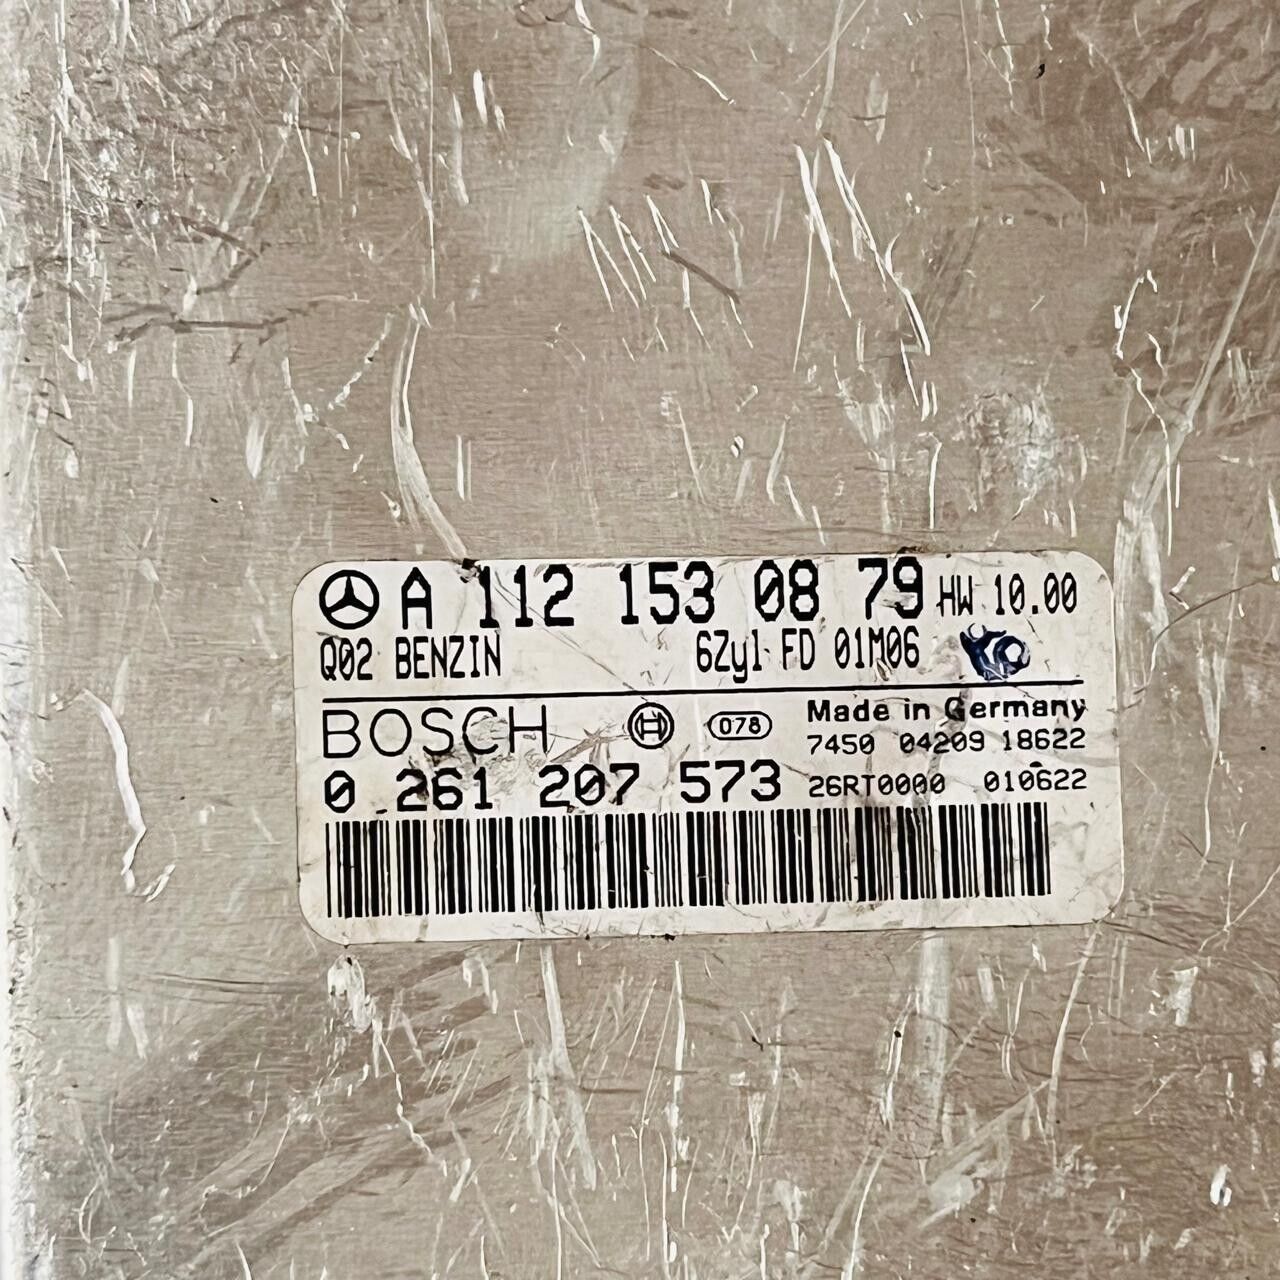 A 112 153 08 79 HW 10.00
Q02 BENZIN 6Zyl FD 01M06
BOSCH H 078 Made in Germany
7450 04209 18622
0 261 207 573 26RT0000 010622